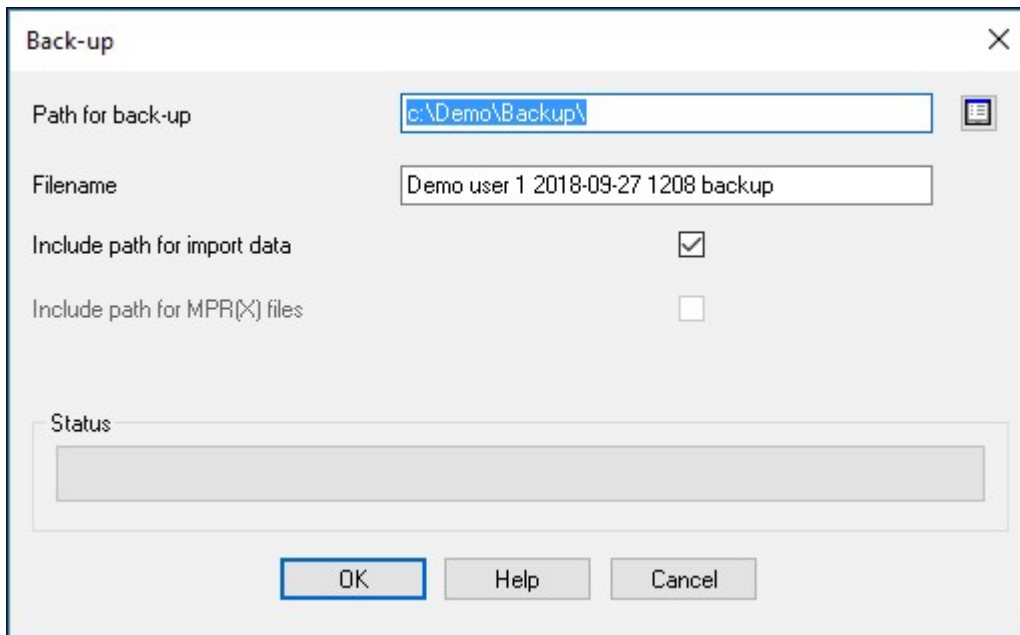 Back-up
Path for back-up
c:\Demo\Backup\
Filename
Demo user 1 2018-09-27 1208 backup
Include path for import data
Include path for MPR(X) files
Status
OK
Help
Cancel